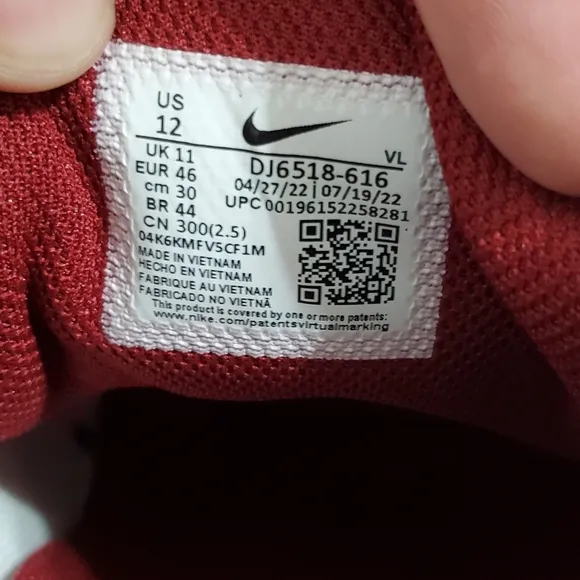 US
12
VL
UK 11
DJ6518-616
EUR 46
04/27/22 | 07/19/22
cm 30
UPC 00196152258281
BR 44
CN 300(2.5)
04K6KMFV5CF1M
MADE IN VIETNAM
HECHO EN VIETNAM
FABRIQUE AU VIETNAM
FABRICADO NO VIETNÃ
This product is covered by one or more patents:
www.nike.com/patentsvirtualmarking